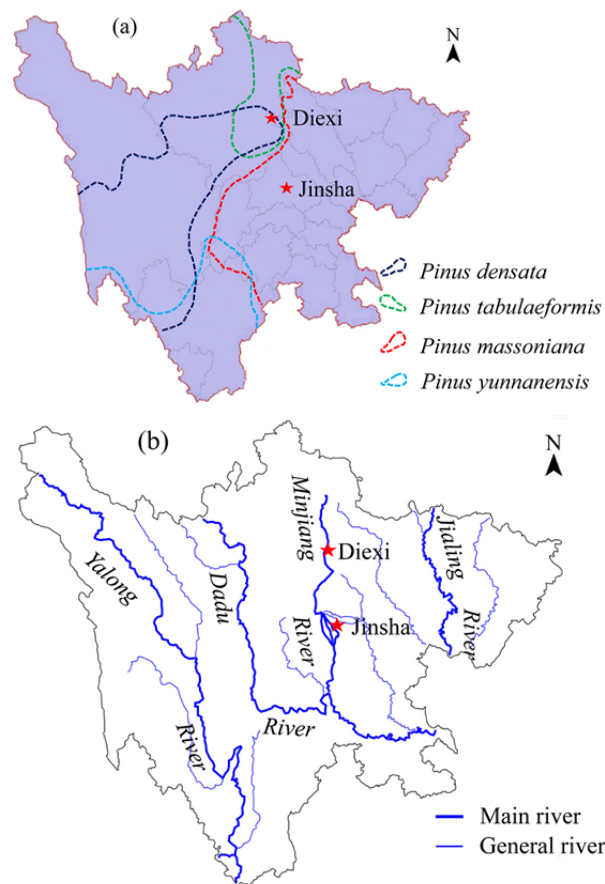 (a)
N
Diexi
Jinsha
Pinus densata
Pinus tabulaeformis
Pinus massoniana
Pinus yunnanensis
(b)
N
Minjiang
River
Diexi
Jinsha
Jialing
River
Yalong
River
Dadu
River
Main river
General river